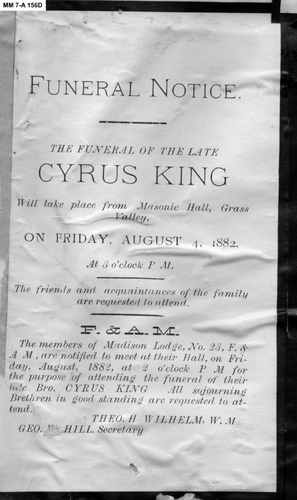 MM 7-A 156D
FUNERAL NOTICE.
THE FUNERAL OF THE LATE
CYRUS KING
Will take place from Masonic Hall, Grass
Valley,
ON FRIDAY, AUGUST 4, 1882,
At 3 o'clock P M.
The friends and acquaintances of the family
are requested to attend.
F. & A. M.
The members of Madison Lodge, No. 23, F. &
A M, are notified to meet at their Hall, on Fri-
day, August, 1882, at 2 o'clock P M for
the purpose of attending the funeral of their
late Bro. CYRUS KING All sojourning
Brethren in good standing are requested to at-
tend.
THEO. H WILHELM, W. M
GEO. HILL, Secretary